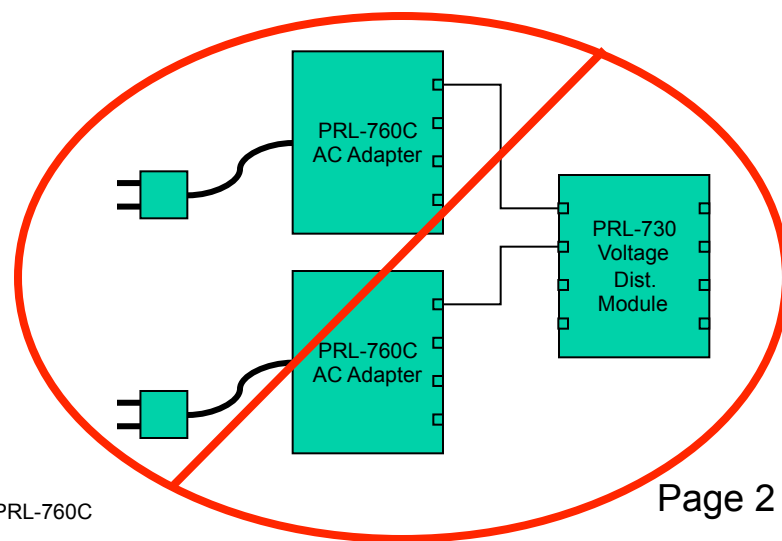 PRL-760C
AC Adapter
PRL-730
Voltage
Dist.
Module
PRL-760C
AC Adapter
PRL-760C
Page 2